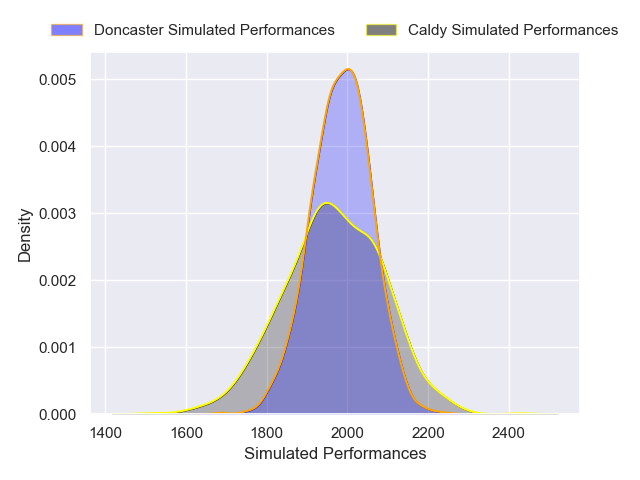 Doncaster Simulated Performances Caldy Simulated Performances
0.005
0.004
0.003
0.002
0.001
0.000
Density
1400 1600 1800 2000 2200 2400
Simulated Performances